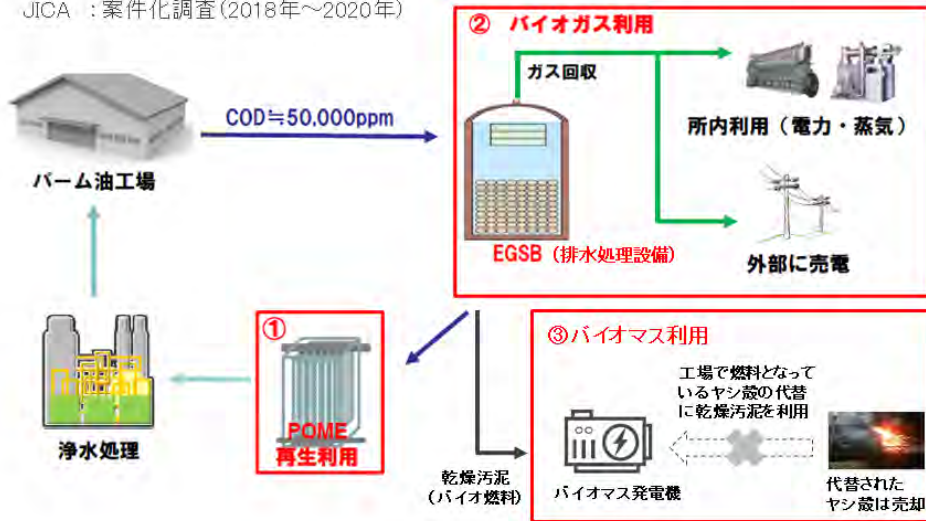 JICA :案件化調査(2018年~2020年)
② バイオガス利用
ガス回収
COD≒50,000ppm
所内利用(電力・蒸気)
パーム油工場
EGSB(排水処理設備)
外部に売電
①
POME
再生利用
浄水処理
③バイオマス利用
工場で燃料となって
いるヤシ殻の代替
に乾燥汚泥を利用
乾燥汚泥
(バイオ燃料)
バイオマス発電機
代替された
ヤシ殻は売却